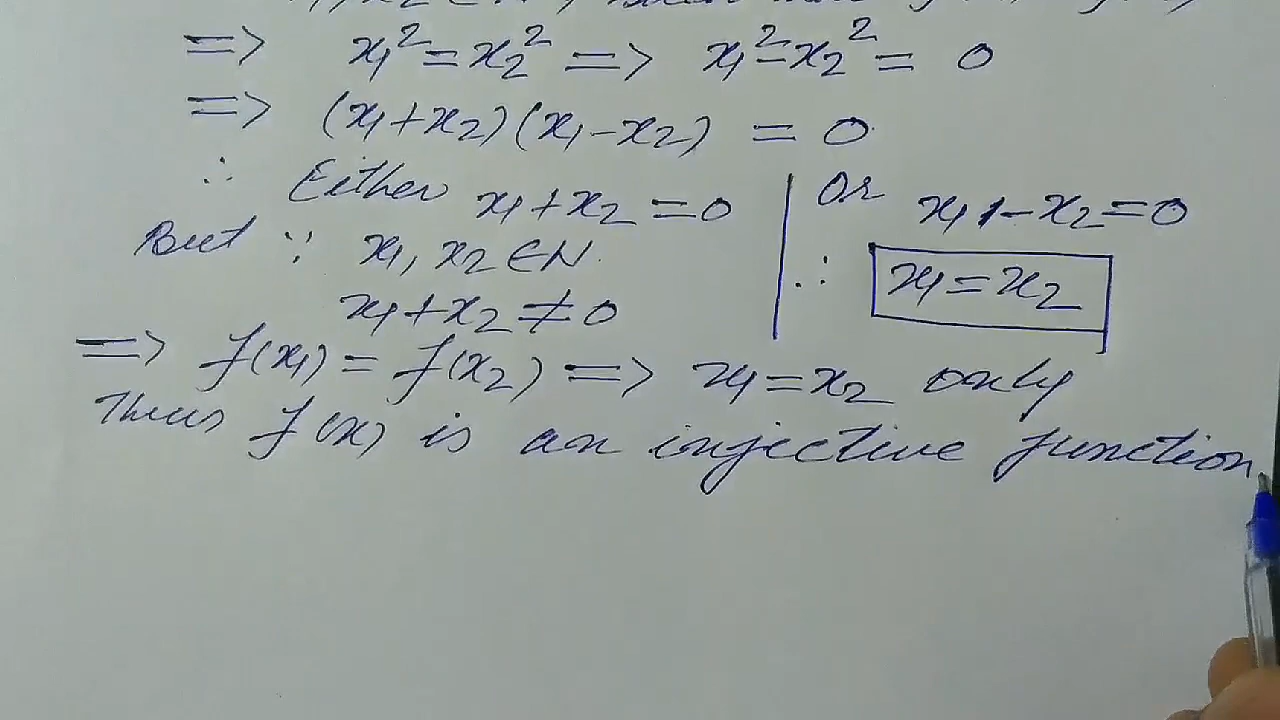 => x₁² = x₂² => x₁² - x₂² = 0
=> (x₁ + x₂)(x₁ - x₂) = 0
∴ Either x₁ + x₂ = 0 | Or x₁ - x₂ = 0
But ∵ x₁, x₂ ∈ N. | ∴ x₁ = x₂
x₁ + x₂ ≠ 0
=> f(x₁) = f(x₂) => x₁ = x₂ only
Thus f(x) is an injective function.